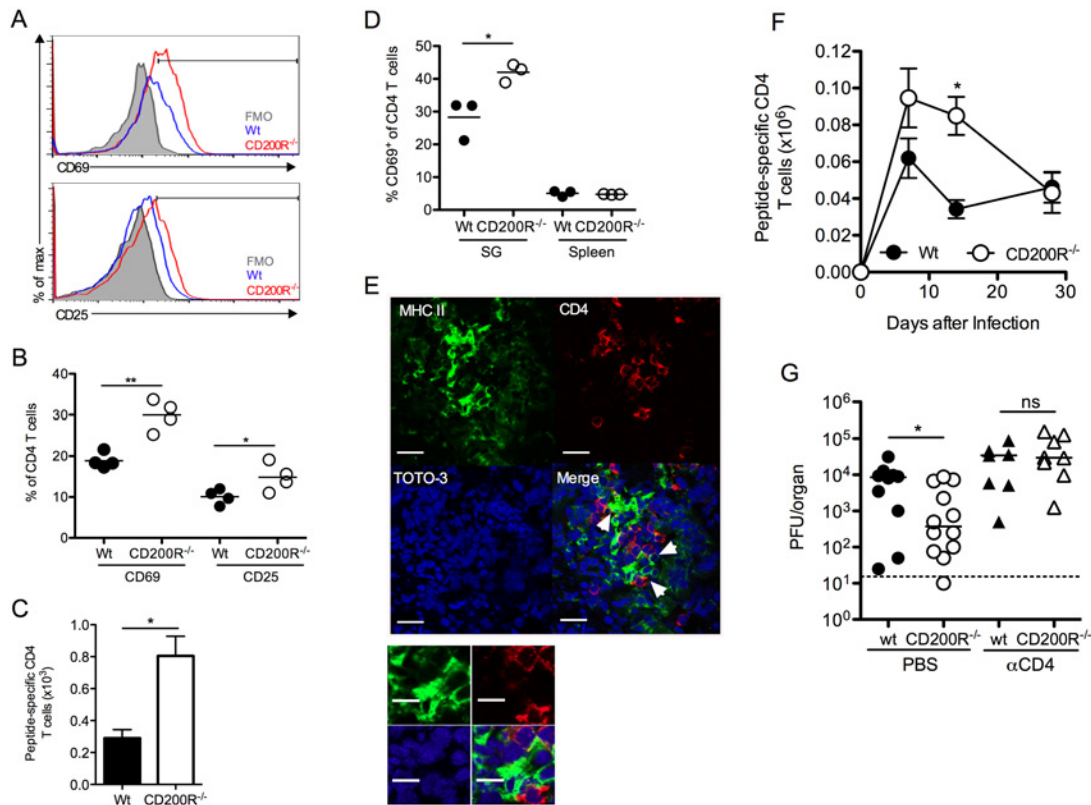 A
FMO
Wt
CD200R-/-
CD69
FMO
Wt
CD200R-/-
CD25
% of max
B
% of CD4 T cells
40
30
20
10
0
Wt CD200R-/- Wt CD200R-/-
CD69 CD25
C
Peptide-specific CD4
T cells (x10³)
1.0
0.8
0.6
0.4
0.2
0.0
*
Wt CD200R-/-
D
% CD69+ of CD4 T cells
50
40
30
20
10
0
*
Wt CD200R-/- Wt CD200R-/-
SG Spleen
E
MHC II CD4
TOTO-3 Merge
F
Peptide-specific CD4
T cells (x10⁶)
0.12
0.10
0.08
0.06
0.04
0.02
0.00
*
Wt CD200R-/-
0 10 20 30
Days after Infection
G
PFU/organ
10⁶
10⁵
10⁴
10³
10²
10¹
10⁰
* ns
wt CD200R-/- wt CD200R-/-
PBS αCD4